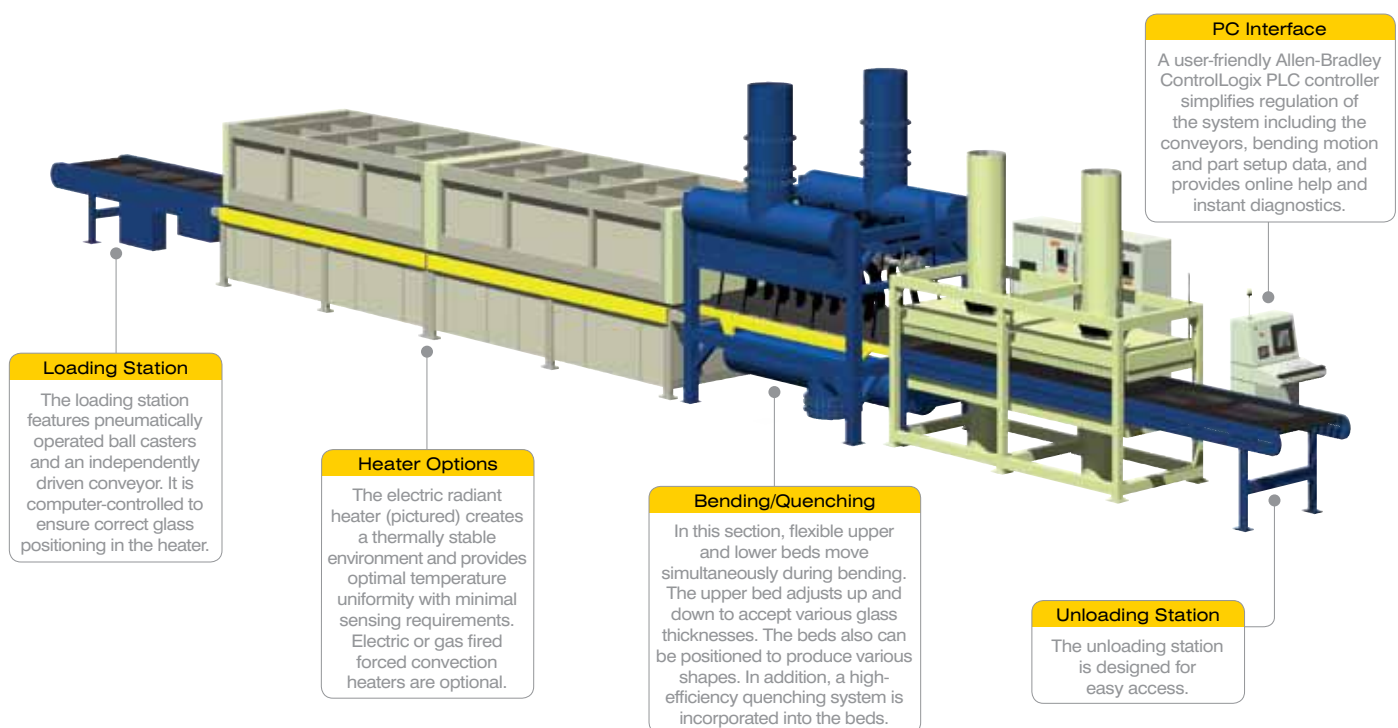 PC Interface
A user-friendly Allen-Bradley
ControlLogix PLC controller
simplifies regulation of
the system including the
conveyors, bending motion
and part setup data, and
provides online help and
instant diagnostics.
Loading Station
The loading station
features pneumatically
operated ball casters
and an independently
driven conveyor. It is
computer-controlled to
ensure correct glass
positioning in the heater.
Heater Options
The electric radiant
heater (pictured) creates
a thermally stable
environment and provides
optimal temperature
uniformity with minimal
sensing requirements.
Electric or gas fired
forced convection
heaters are optional.
Bending/Quenching
In this section, flexible upper
and lower beds move
simultaneously during bending.
The upper bed adjusts up and
down to accept various glass
thicknesses. The beds also can
be positioned to produce various
shapes. In addition, a high-
efficiency quenching system is
incorporated into the beds.
Unloading Station
The unloading station
is designed for
easy access.